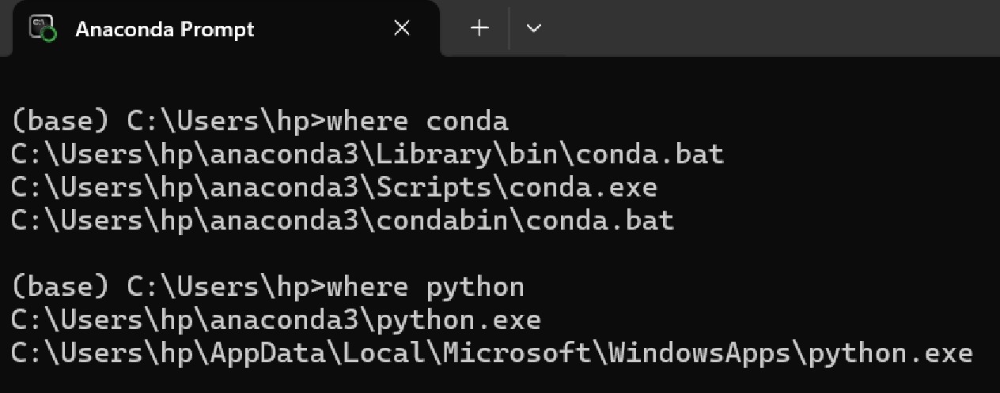 Anaconda Prompt
(base) C:\Users\hp>where conda
C:\Users\hp\anaconda3\Library\bin\conda.bat
C:\Users\hp\anaconda3\Scripts\conda.exe
C:\Users\hp\anaconda3\condabin\conda.bat
(base) C:\Users\hp>where python
C:\Users\hp\anaconda3\python.exe
C:\Users\hp\AppData\Local\Microsoft\WindowsApps\python.exe